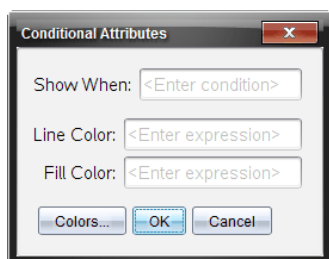 Conditional Attributes
Show When: <Enter condition>
Line Color: <Enter expression>
Fill Color: <Enter expression>
Colors... OK Cancel